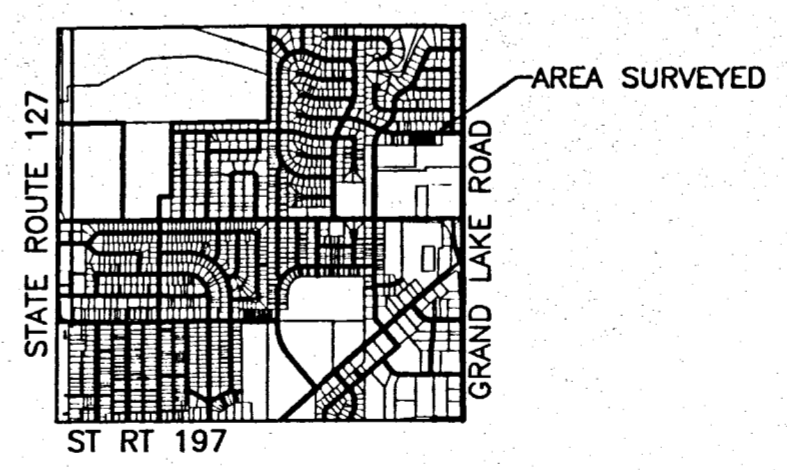 AREA SURVEYED
STATE ROUTE 127
GRAND LAKE ROAD
ST RT 197